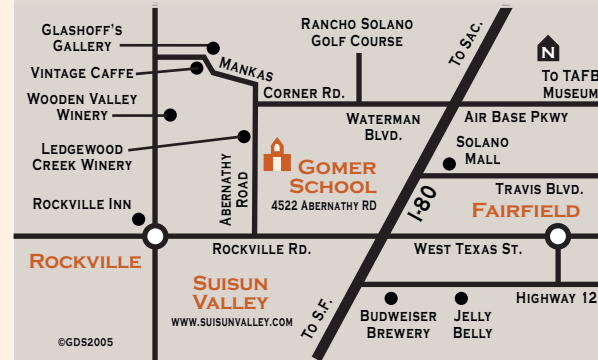 Glashoff's
Gallery
Vintage Caffe
Wooden Valley
Winery
Ledgewood
Creek Winery
Rockville Inn
Rockville
©GDS2005
Mankas
Corner Rd.
Rancho Solano
Golf Course
Waterman
Blvd.
Abernathy
Road
Gomer
School
4522 Abernathy Rd
Rockville Rd.
Suisun
Valley
www.suisunvalley.com
To Sac.
I-80
To S.F.
N
To TAFB
Museum
Air Base Pkwy
Solano
Mall
Travis Blvd.
Fairfield
West Texas St.
Highway 12
Budweiser
Brewery
Jelly
Belly